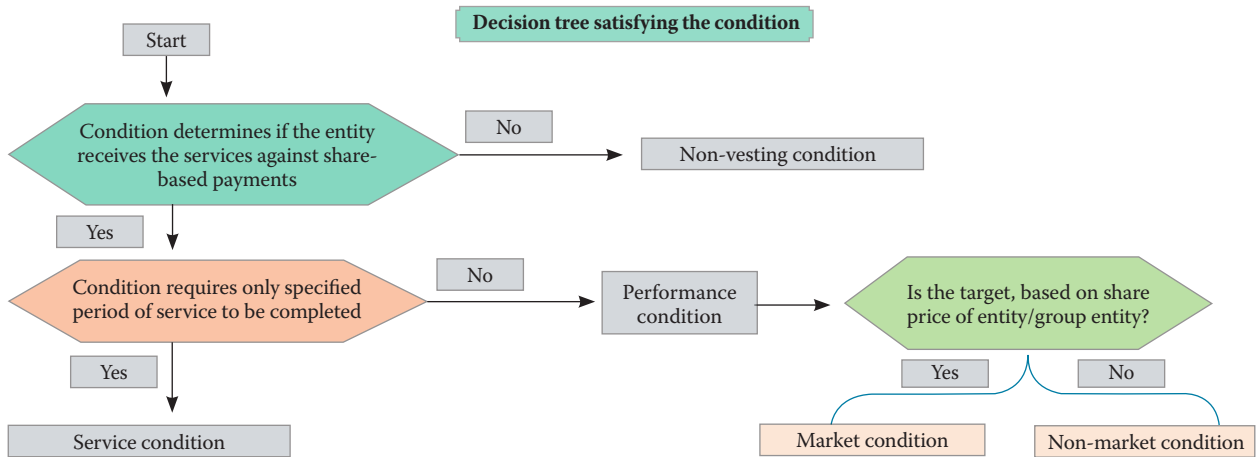 Decision tree satisfying the condition
Start
Condition determines if the entity
receives the services against share-
based payments
No
Non-vesting condition
Yes
Condition requires only specified
period of service to be completed
No
Performance
condition
Is the target, based on share
price of entity/group entity?
Yes
Service condition
Yes
No
Market condition
Non-market condition